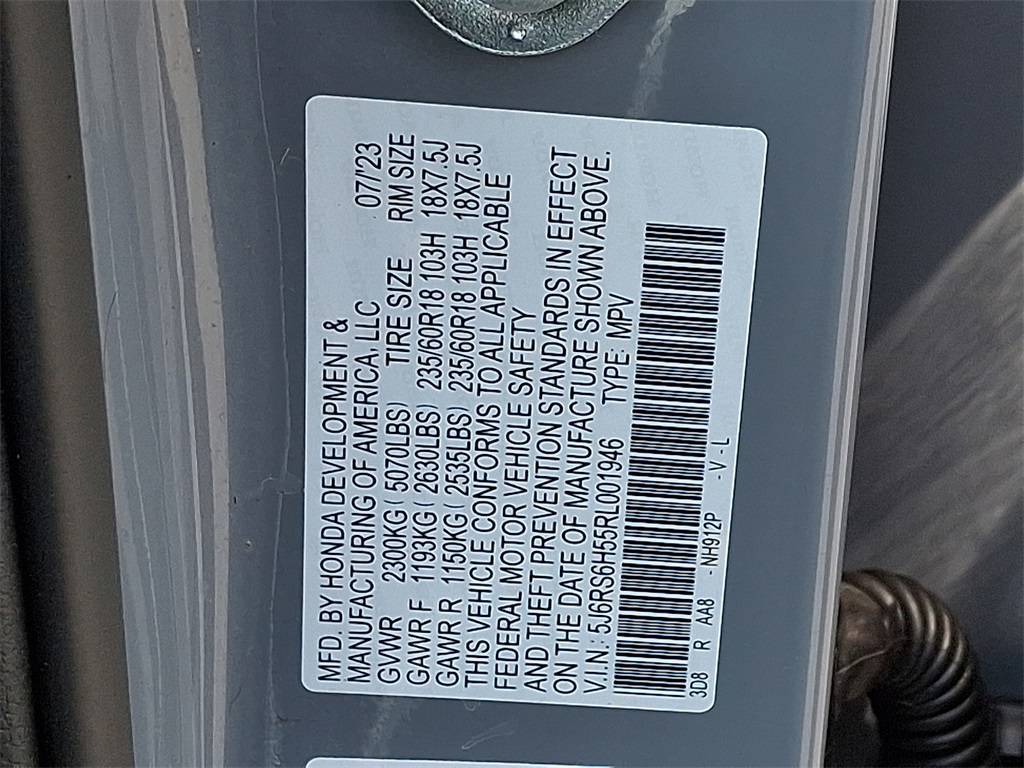 MFD. BY HONDA DEVELOPMENT &
MANUFACTURING OF AMERICA, LLC 07/'23
GVWR 2300KG ( 5070LBS) TIRE SIZE RIM SIZE
GAWR F 1193KG ( 2630LBS) 235/60R18 103H 18X7.5J
GAWR R 1150KG ( 2535LBS) 235/60R18 103H 18X7.5J
THIS VEHICLE CONFORMS TO ALL APPLICABLE
FEDERAL MOTOR VEHICLE SAFETY
AND THEFT PREVENTION STANDARDS IN EFFECT
ON THE DATE OF MANUFACTURE SHOWN ABOVE.
V.I.N.: 5J6RS6H55RL001946 TYPE: MPV
3D8 R AA8 -NH912P -V-L